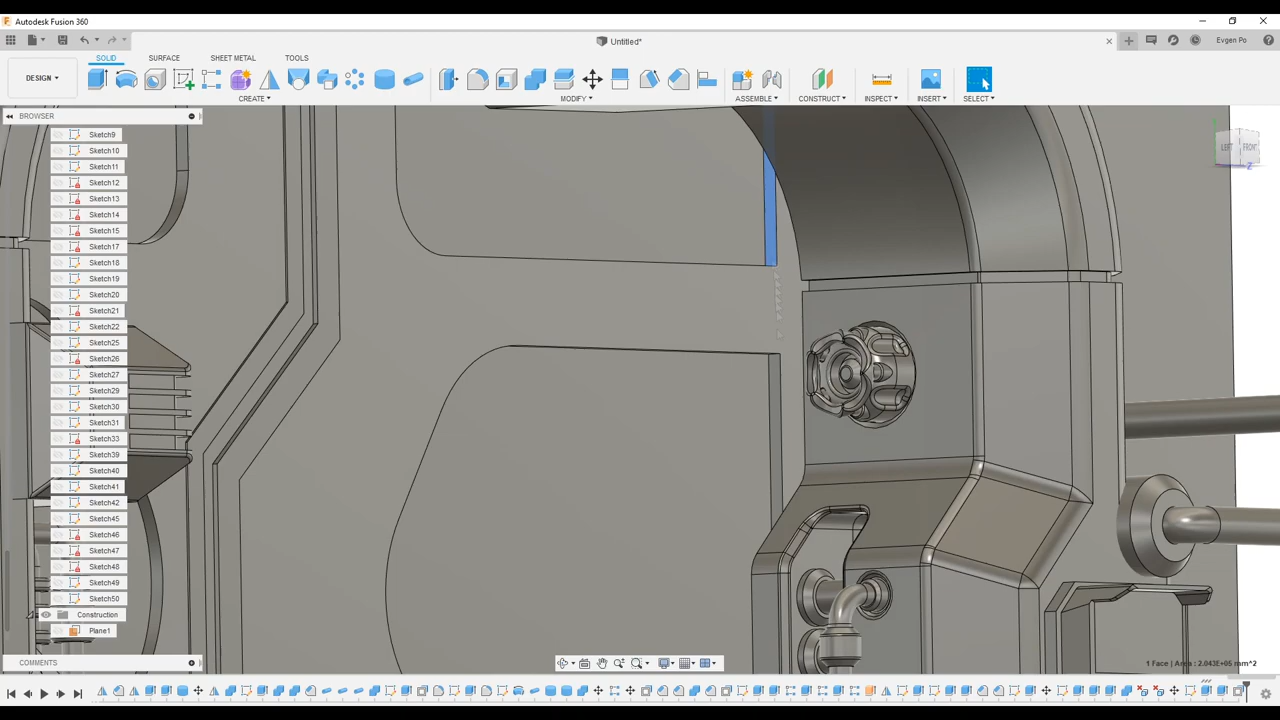 Autodesk Fusion 360
Untitled*
Evgen Po
DESIGN
SOLID
SURFACE
SHEET METAL
TOOLS
CREATE
MODIFY
ASSEMBLE
CONSTRUCT
INSPECT
INSERT
SELECT
BROWSER
Sketch9
Sketch10
Sketch11
Sketch12
Sketch13
Sketch14
Sketch15
Sketch17
Sketch18
Sketch19
Sketch20
Sketch21
Sketch22
Sketch25
Sketch26
Sketch27
Sketch29
Sketch30
Sketch31
Sketch33
Sketch39
Sketch40
Sketch41
Sketch42
Sketch45
Sketch46
Sketch47
Sketch48
Sketch49
Sketch50
Construction
Plane1
LEFT
FRONT
Z
COMMENTS
1 Face | Area : 2.043E+05 mm^2